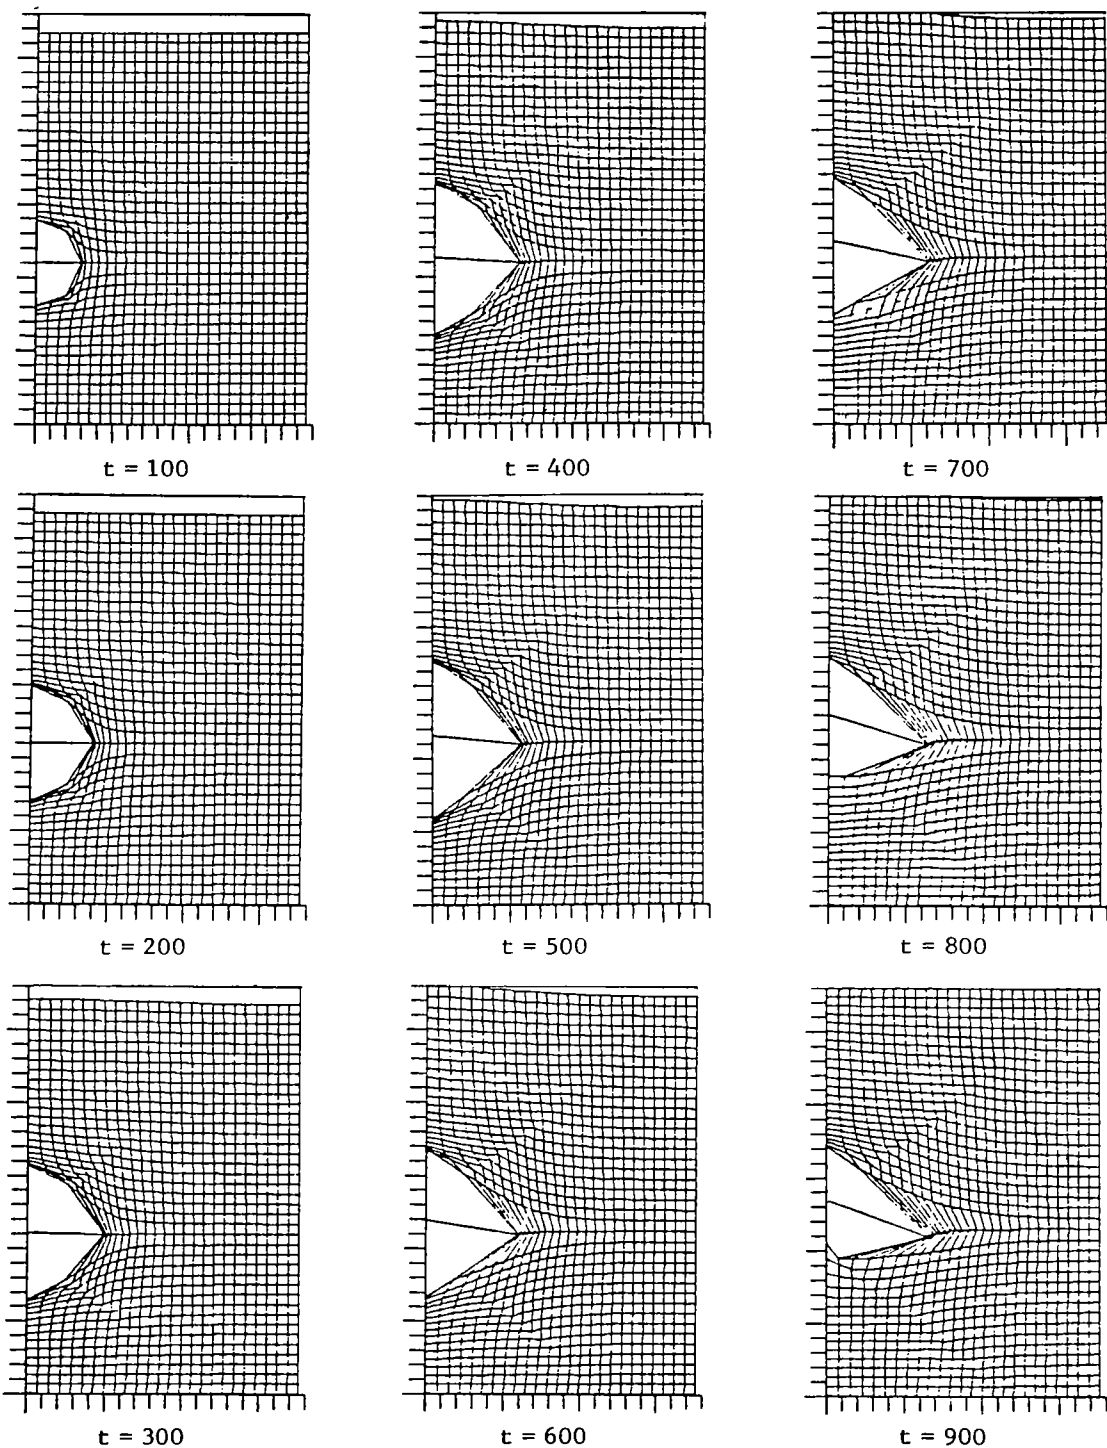 t = 100
t = 400
t = 700
t = 200
t = 500
t = 800
t = 300
t = 600
t = 900